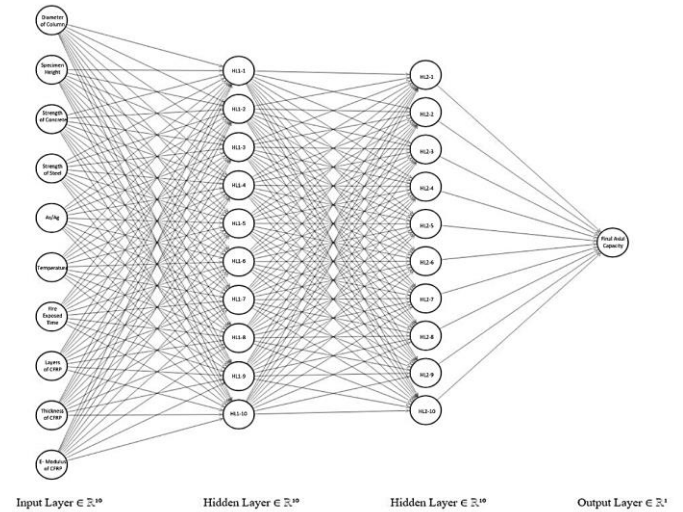 Diameter
of Column
Specimen
Height
Strength
of Concrete
Strength
of Steel
As/Ag
Temperature
Fire
Exposed
Time
Layers
of CFRP
Thickness
of CFRP
E- Modulus
of CFRP
HL1-1
HL1-2
HL1-3
HL1-4
HL1-5
HL1-6
HL1-7
HL1-8
HL1-9
HL1-10
HL2-1
HL2-2
HL2-3
HL2-4
HL2-5
HL2-6
HL2-7
HL2-8
HL2-9
HL2-10
Final Axial
Capacity
Input Layer ∈ ℝ¹⁰
Hidden Layer ∈ ℝ¹⁰
Hidden Layer ∈ ℝ¹⁰
Output Layer ∈ ℝ¹